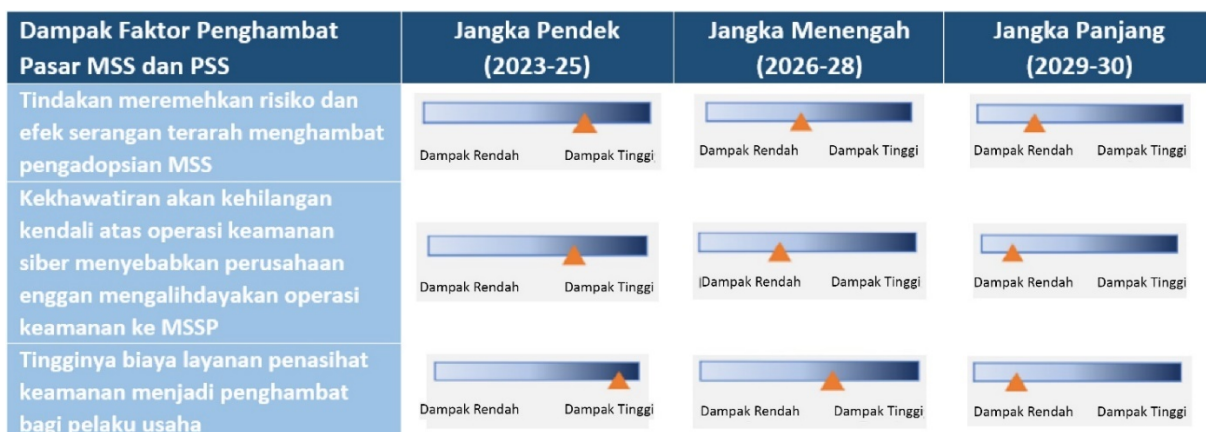 Dampak Faktor Penghambat
Pasar MSS dan PSS
Jangka Pendek
(2023-25)
Jangka Menengah
(2026-28)
Jangka Panjang
(2029-30)
Tindakan meremehkan risiko dan
efek serangan terarah menghambat
pengadopsian MSS
Dampak Rendah Dampak Tinggi
Dampak Rendah Dampak Tinggi
Dampak Rendah Dampak Tinggi
Kekhawatiran akan kehilangan
kendali atas operasi keamanan
siber menyebabkan perusahaan
enggan mengalihdayakan operasi
keamanan ke MSSP
Dampak Rendah Dampak Tinggi
Dampak Rendah Dampak Tinggi
Dampak Rendah Dampak Tinggi
Tingginya biaya layanan penasihat
keamanan menjadi penghambat
bagi pelaku usaha
Dampak Rendah Dampak Tinggi
Dampak Rendah Dampak Tinggi
Dampak Rendah Dampak Tinggi